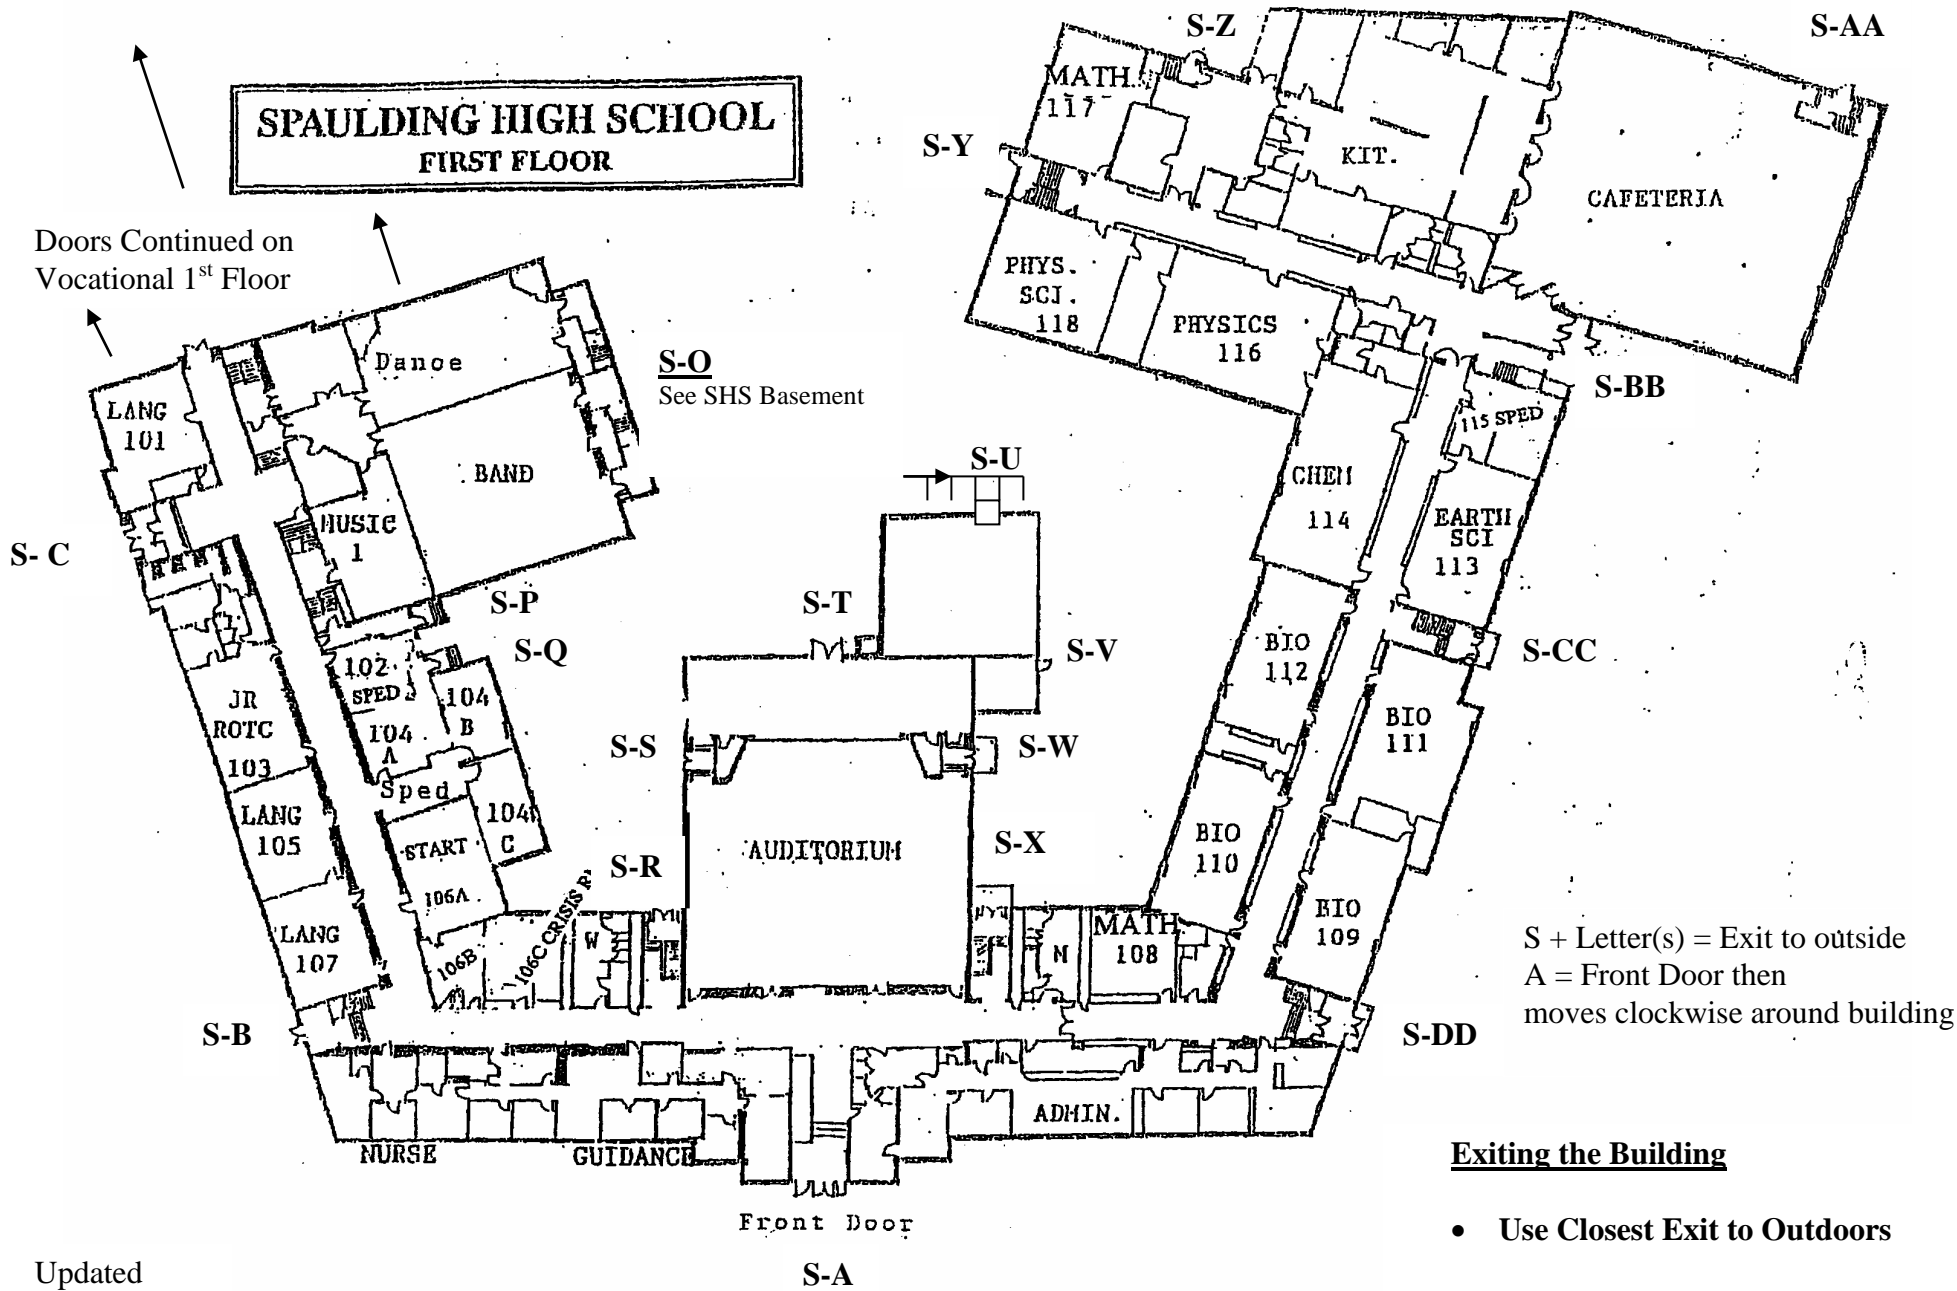 SPAULDING HIGH SCHOOL
FIRST FLOOR
Doors Continued on
Vocational 1st Floor
S-Z
S-AA
MATH.
117
S-Y
KIT.
CAFETERIA
PHYS.
SCI.
118
PHYSICS
116
Dance
S-O
See SHS Basement
S-BB
LANG
101
115 SPED
BAND
S-U
CHEM
114
MUSIC
1
EARTH
SCI
113
S- C
S-P
S-T
S-Q
S-V
S-CC
102
SPED
BIO
112
JR
ROTC
103
104
A
104
B
BIO
111
S-S
S-W
Sped
LANG
105
104
C
START
106A
S-R
AUDITORIUM
S-X
BIO
110
BIO
109
LANG
107
106B
106C CRISIS R
W
M
MATH
108
S + Letter(s) = Exit to outside
A = Front Door then
moves clockwise around building
S-B
S-DD
ADMIN.
NURSE
GUIDANCE
Exiting the Building
Front Door
• Use Closest Exit to Outdoors
Updated
S-A